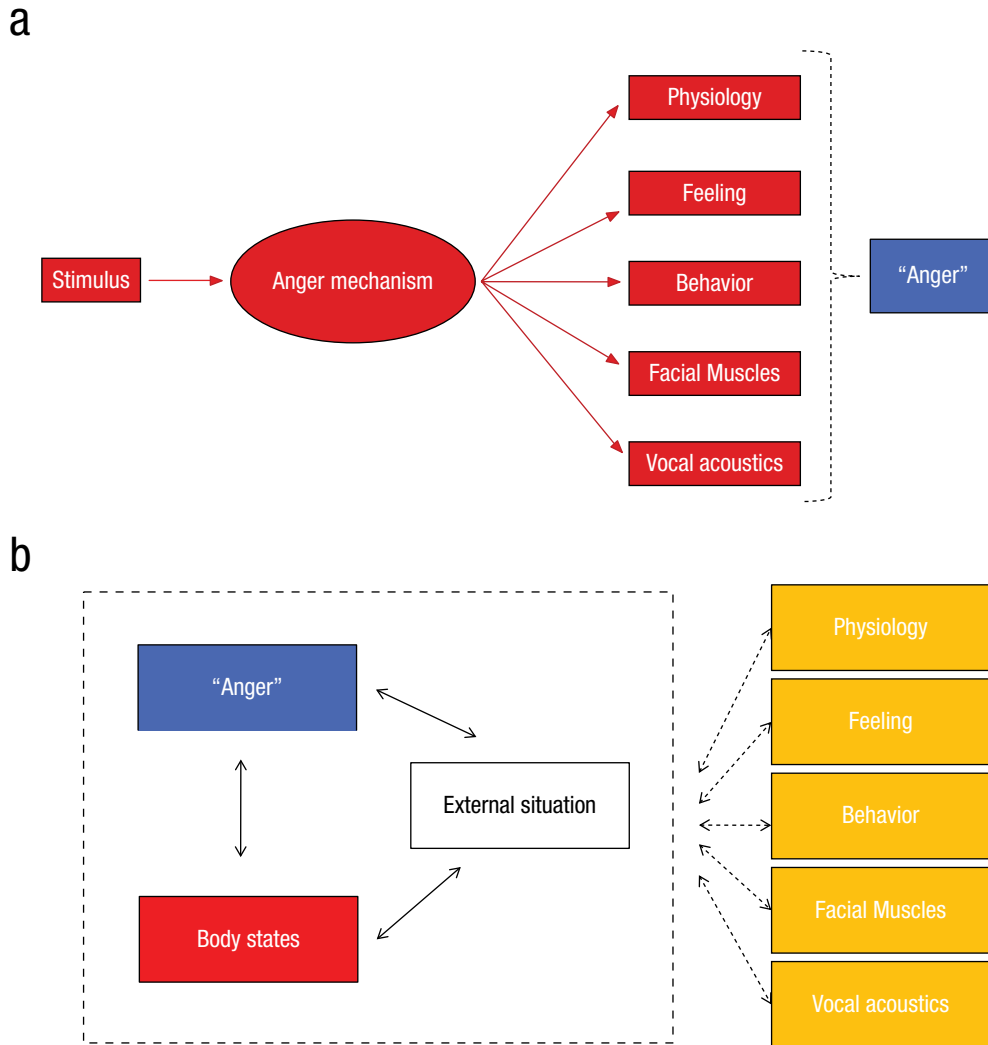 a
Physiology
Feeling
Stimulus
Anger mechanism
Behavior
“Anger”
Facial Muscles
Vocal acoustics
b
Physiology
“Anger”
Feeling
External situation
Behavior
Body states
Facial Muscles
Vocal acoustics